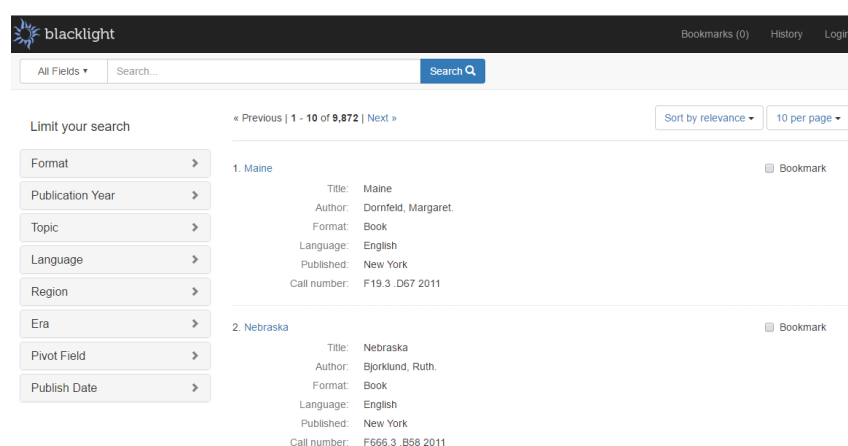 blacklight
Bookmarks (0) History Login
All Fields Search... Search
Limit your search
Format
Publication Year
Topic
Language
Region
Era
Pivot Field
Publish Date
« Previous | 1 - 10 of 9,872 | Next »
Sort by relevance 10 per page
1. Maine
Bookmark
Title: Maine
Author: Dornfeld, Margaret.
Format: Book
Language: English
Published: New York
Call number: F19.3 .D67 2011
2. Nebraska
Bookmark
Title: Nebraska
Author: Bjorklund, Ruth.
Format: Book
Language: English
Published: New York
Call number: F666.3 .B58 2011